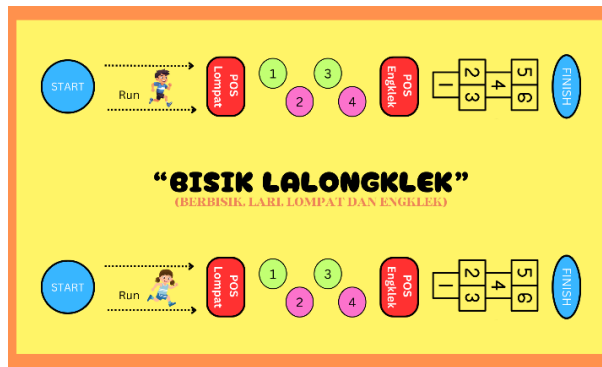 START
Run
POS
Lompat
1
2
3
4
POS
Engklek
1
2
3
4
5
6
FINISH
“BISIK LALONGKLEK”
(BERBISIK, LARI, LOMPAT DAN ENGKLEK)
START
Run
POS
Lompat
1
2
3
4
POS
Engklek
1
2
3
4
5
6
FINISH